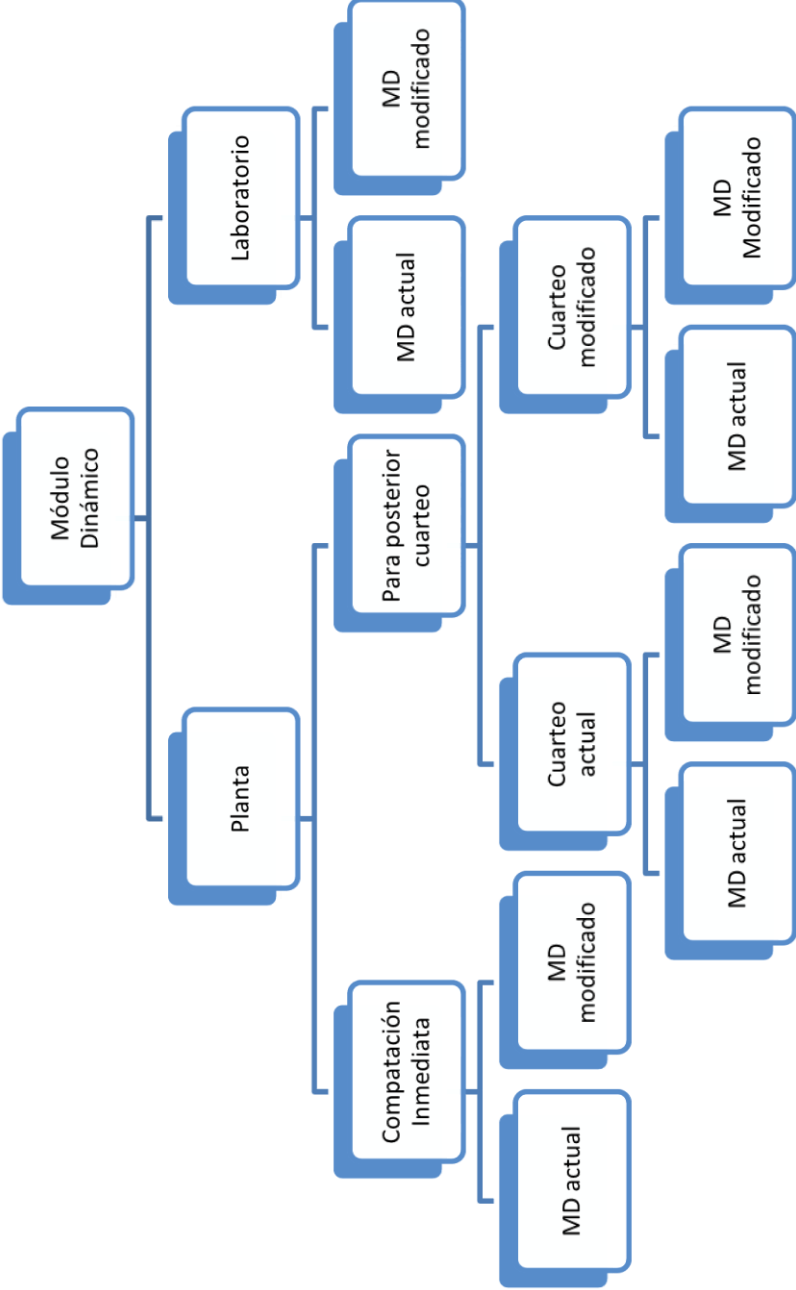 Módulo
Dinámico
Planta
Laboratorio
Compatación
Inmediata
Para posterior
cuarteo
MD actual
MD
modificado
MD actual
MD
modificado
Cuarteo
actual
Cuarteo
modificado
MD actual
MD
modificado
MD actual
MD
Modificado